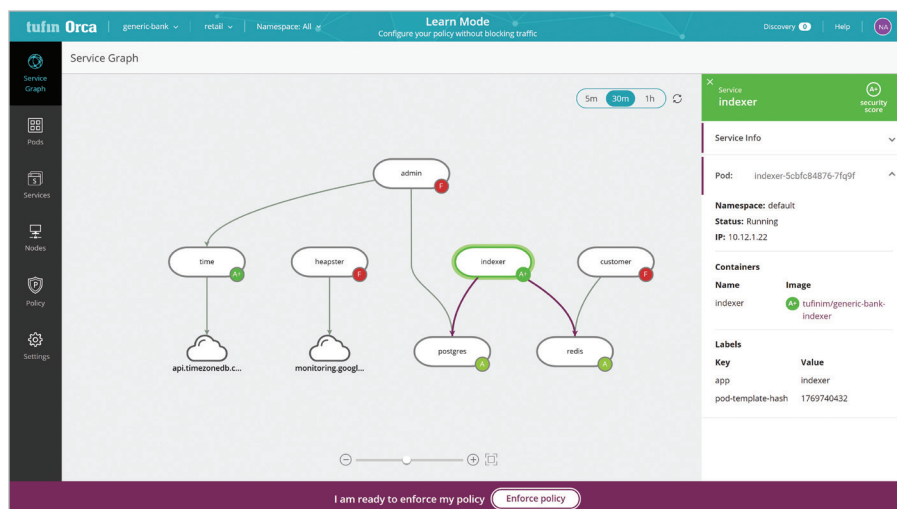 tufin Orca
generic-bank
retail
Namespace: All
Learn Mode
Configure your policy without blocking traffic
Discovery 0
Help
NA
Service Graph
Pods
Services
Nodes
Policy
Settings
Service Graph
5m 30m 1h
admin
F
time
A+
heapster
F
indexer
A+
customer
F
api.timezonedb.c...
monitoring.googl...
postgres
A
redis
A
Service
indexer
A+
security
score
Service Info
Pod: indexer-5cbfc84876-7fq9f
Namespace: default
Status: Running
IP: 10.12.1.22
Containers
Name Image
indexer A+ tufinim/generic-bank-
indexer
Labels
Key Value
app indexer
pod-template-hash 1769740432
I am ready to enforce my policy Enforce policy